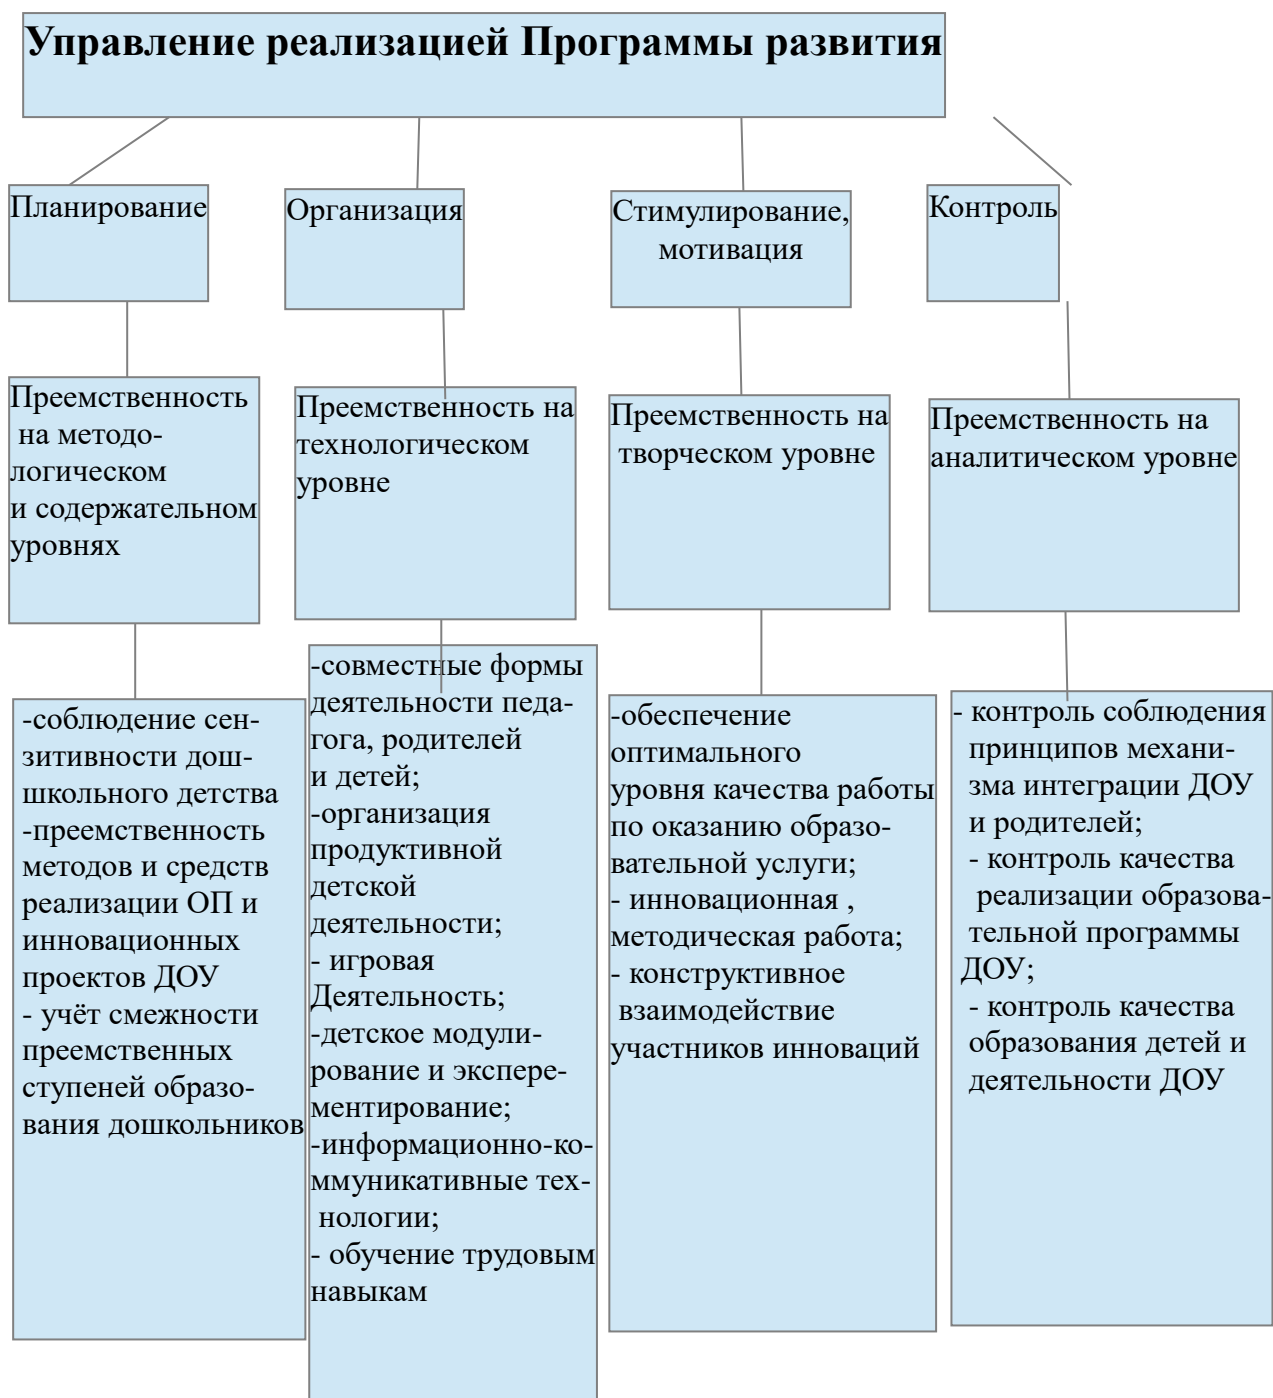 Управление реализацией Программы развития
Планирование
Организация
Стимулирование,
мотивация
Контроль
Преемственность
на методо-
логическом
и содержательном
уровнях
Преемственность на
технологическом
уровне
Преемственность на
творческом уровне
Преемственность на
аналитическом уровне
-соблюдение сен-
зитивности дош-
школьного детства
-преемственность
методов и средств
реализации ОП и
инновационных
проектов ДОУ
- учёт смежности
преемственных
ступеней образо-
вания дошкольников
-совместные формы
деятельности педа-
гога, родителей
и детей;
-организация
продуктивной
детской
деятельности;
- игровая
Деятельность;
-детское модули-
рование и экспере-
ментирование;
-информационно-ко-
ммуникативные тех-
нологии;
- обучение трудовым
навыкам
-обеспечение
оптимального
уровня качества работы
по оказанию образо-
вательной услуги;
- инновационная ,
методическая работа;
- конструктивное
взаимодействие
участников инноваций
- контроль соблюдения
принципов механи-
зма интеграции ДОУ
и родителей;
- контроль качества
реализации образова-
тельной программы
ДОУ;
- контроль качества
образования детей и
деятельности ДОУ